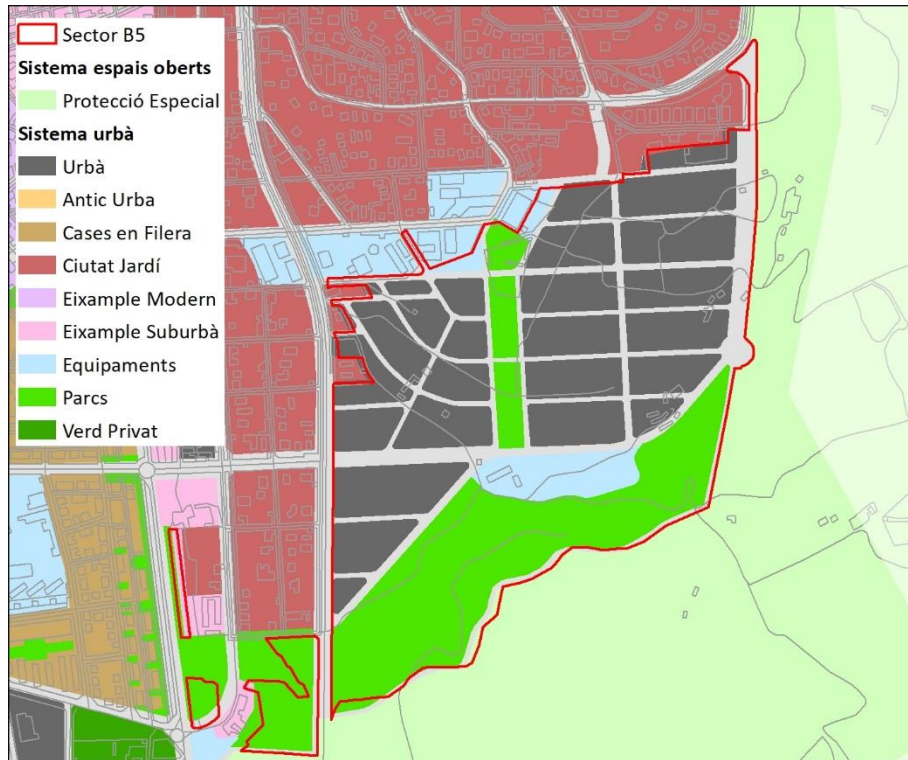 Sector B5
Sistema espais oberts
Protecció Especial
Sistema urbà
Urbà
Antic Urba
Cases en Filera
Ciutat Jardí
Eixample Modern
Eixample Suburbà
Equipaments
Parcs
Verd Privat